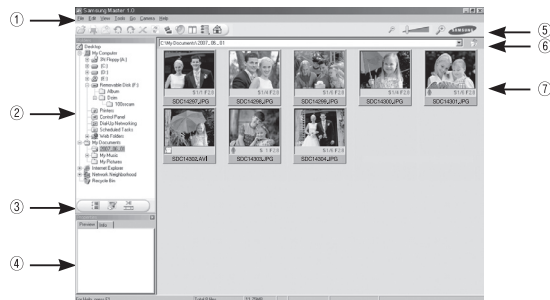 Samsung Master 1.0
File Edit View Tools Go Camera Help
①
②
③
④
⑤
⑥
⑦
SAMSUNG
C:\My Documents\2007_06_01
Desktop
My Computer
3½ Floppy (A:)
(C:)
(D:)
(E:)
Removable Disk (F:)
Album
Dcim
100sscam
Printers
Control Panel
Dial-Up Networking
Scheduled Tasks
Web Folders
My Documents
2007_06_01
My Music
My Pictures
Internet Explorer
Network Neighborhood
Recycle Bin
SDC14297.JPG
SDC14298.JPG
SDC14299.JPG
SDC14300.JPG
SDC14301.JPG
SDC14302.AVI
SDC14303.JPG
SDC14304.JPG
Preview Info